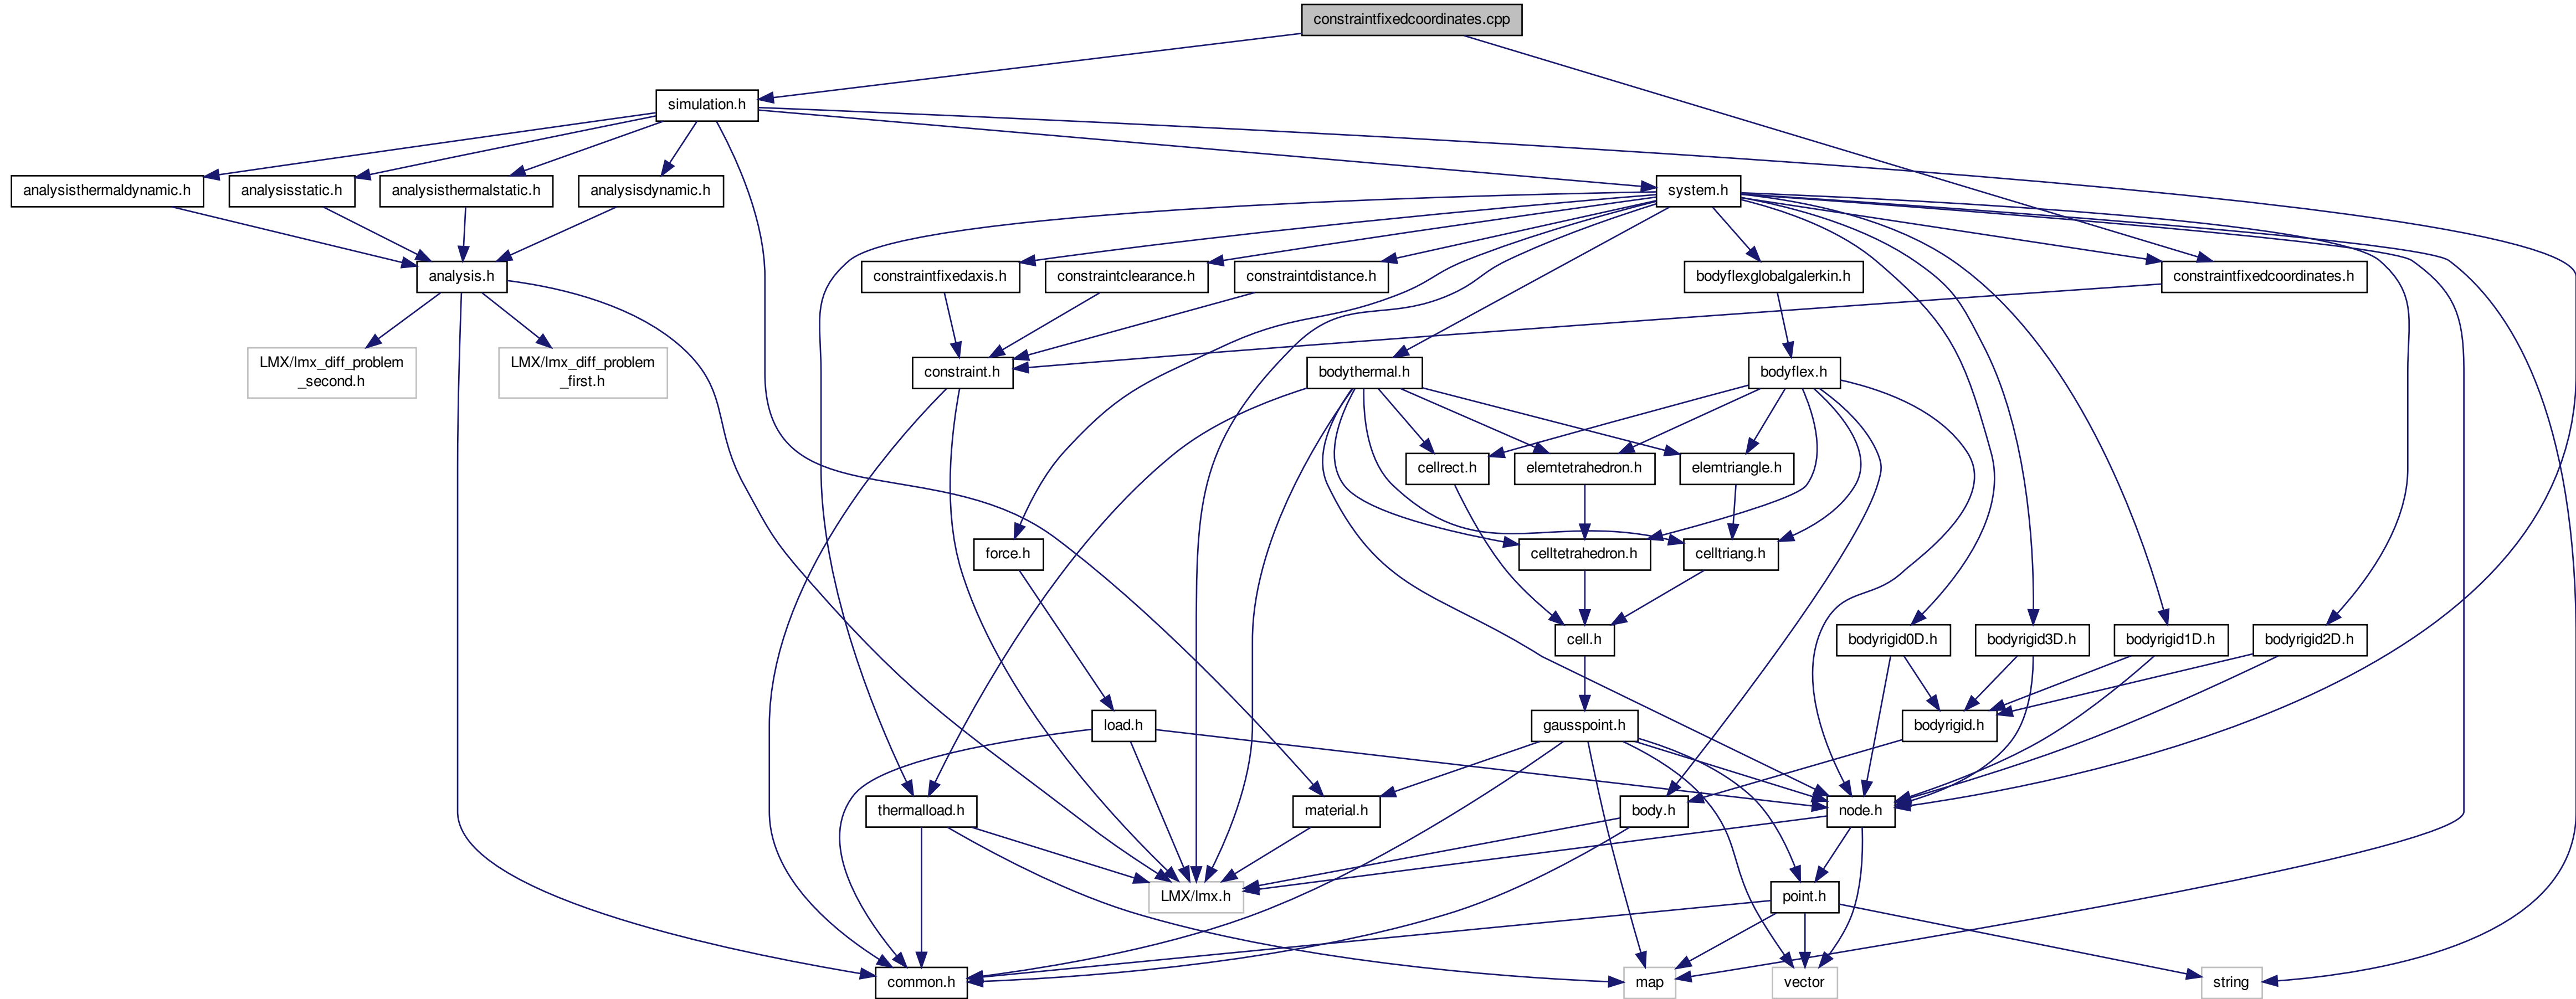 constraintfixedcoordinates.cpp
simulation.h
analysisthermaldynamic.h
analysisstatic.h
analysisthermalstatic.h
analysisdynamic.h
system.h
analysis.h
constraintfixedaxis.h
constraintclearance.h
constraintdistance.h
bodyflexglobalgalerkin.h
constraintfixedcoordinates.h
LMX/lmx_diff_problem
_second.h
LMX/lmx_diff_problem
_first.h
constraint.h
bodythermal.h
bodyflex.h
cellrect.h
elemtetrahedron.h
elemtriangle.h
force.h
celltetrahedron.h
celltriang.h
cell.h
bodyrigid0D.h
bodyrigid3D.h
bodyrigid1D.h
bodyrigid2D.h
load.h
gausspoint.h
bodyrigid.h
thermalload.h
material.h
body.h
node.h
LMX/lmx.h
point.h
common.h
map
vector
string